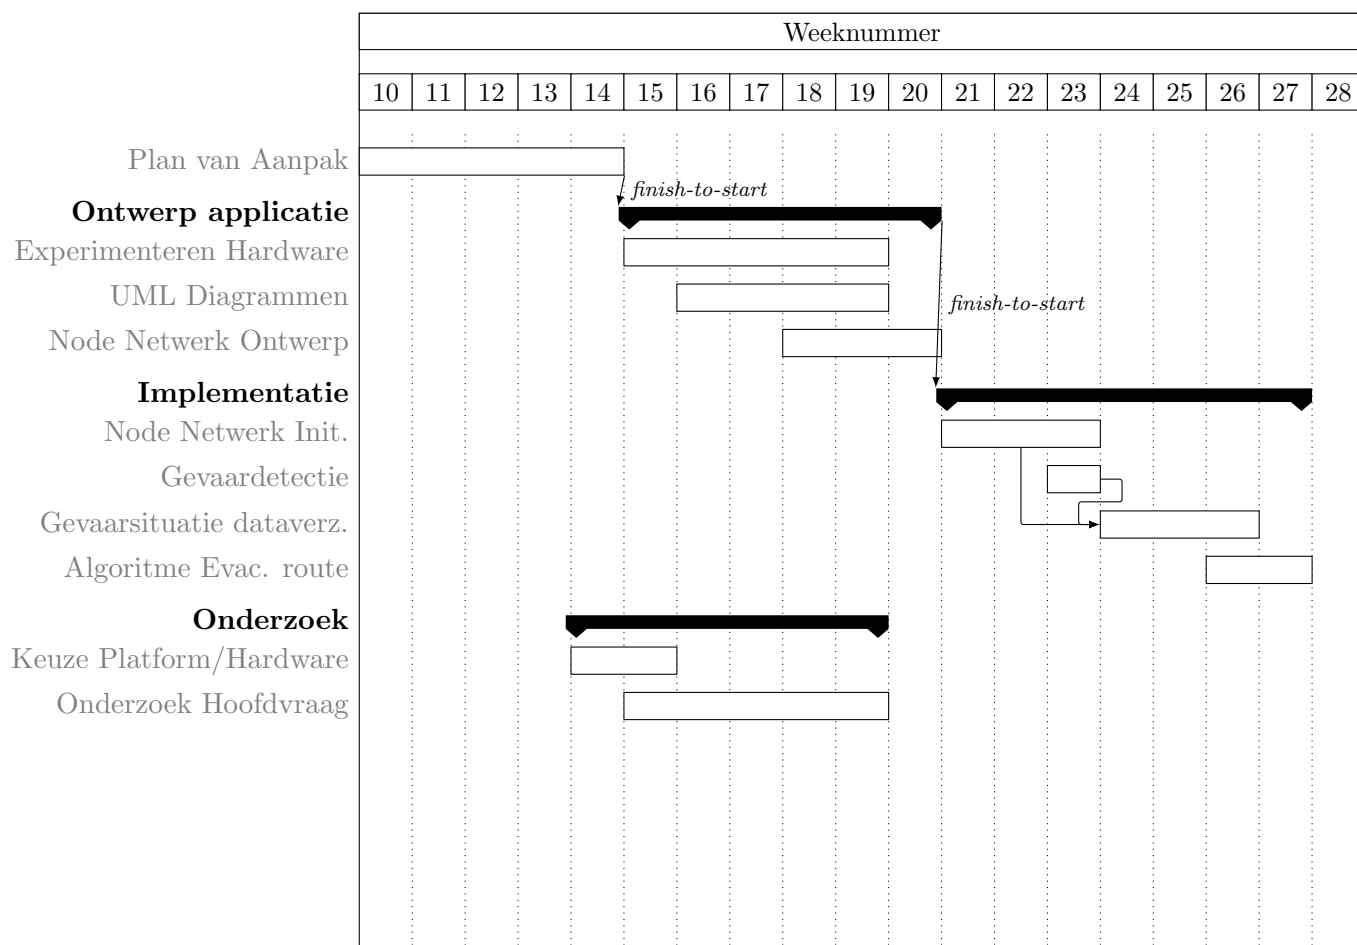 Weeknummer
10 11 12 13 14 15 16 17 18 19 20 21 22 23 24 25 26 27 28
Plan van Aanpak
finish-to-start
Ontwerp applicatie
Experimenteren Hardware
UML Diagrammen
finish-to-start
Node Netwerk Ontwerp
Implementatie
Node Netwerk Init.
Gevaardetectie
Gevaarsituatie dataverz.
Algoritme Evac. route
Onderzoek
Keuze Platform/Hardware
Onderzoek Hoofdvraag